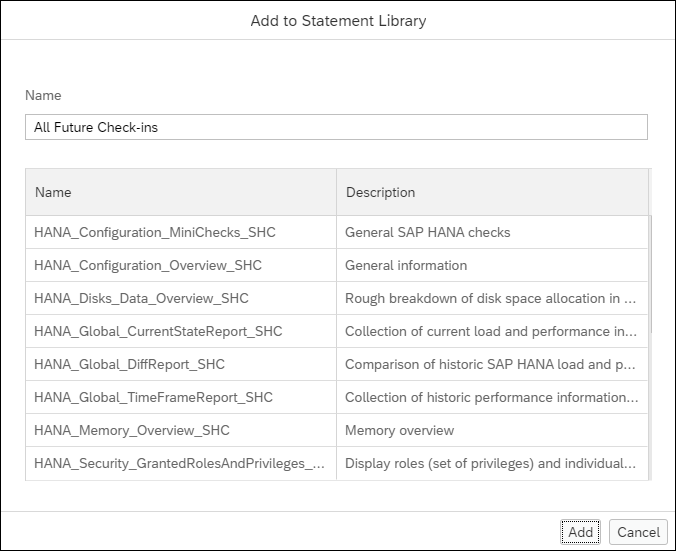 Add to Statement Library
Name
All Future Check-ins
Name Description
HANA_Configuration_MiniChecks_SHC General SAP HANA checks
HANA_Configuration_Overview_SHC General information
HANA_Disks_Data_Overview_SHC Rough breakdown of disk space allocation in ...
HANA_Global_CurrentStateReport_SHC Collection of current load and performance in...
HANA_Global_DiffReport_SHC Comparison of historic SAP HANA load and p...
HANA_Global_TimeFrameReport_SHC Collection of historic performance information...
HANA_Memory_Overview_SHC Memory overview
HANA_Security_GrantedRolesAndPrivileges_... Display roles (set of privileges) and individual...
Add Cancel